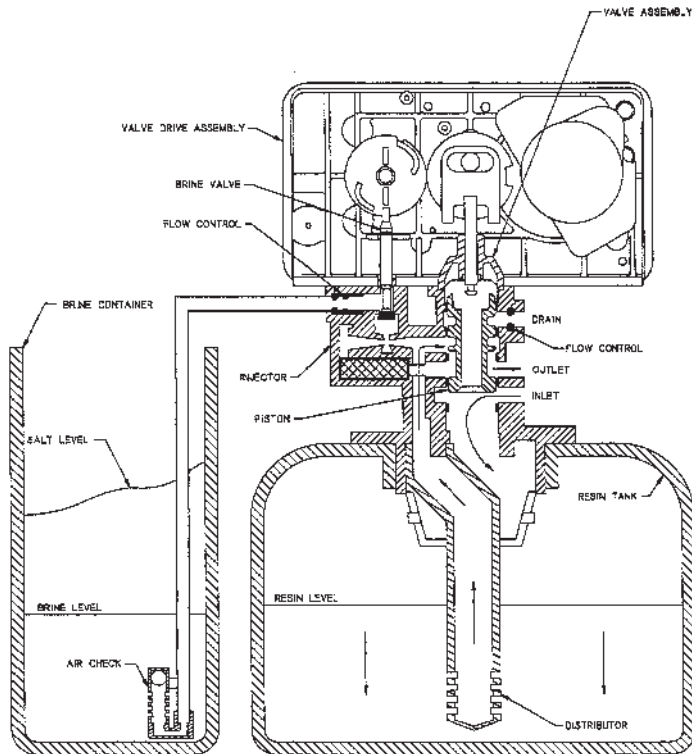 VALVE ASSEMBLY
VALVE DRIVE ASSEMBLY
BRINE VALVE
FLOW CONTROL
BRINE CONTAINER
DRAIN
FLOW CONTROL
INJECTOR
OUTLET
PISTON
INLET
SALT LEVEL
RESIN TANK
BRINE LEVEL
RESIN LEVEL
AIR CHECK
DISTRIBUTOR